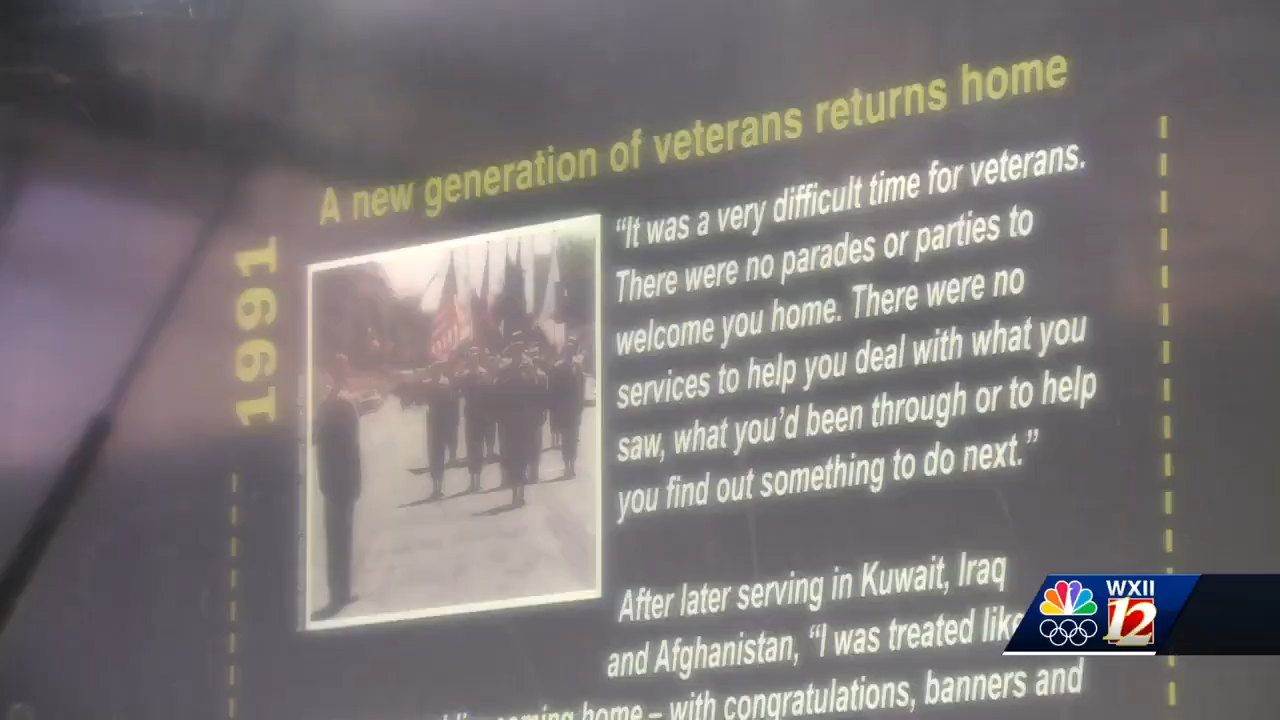 A new generation of veterans returns home
1991
“It was a very difficult time for veterans.
There were no parades or parties to
welcome you home. There were no
services to help you deal with what you
saw, what you’d been through or to help
you find out something to do next.”
After later serving in Kuwait, Iraq
and Afghanistan, “I was treated
coming home – with congratulations, banners and
WXII
12